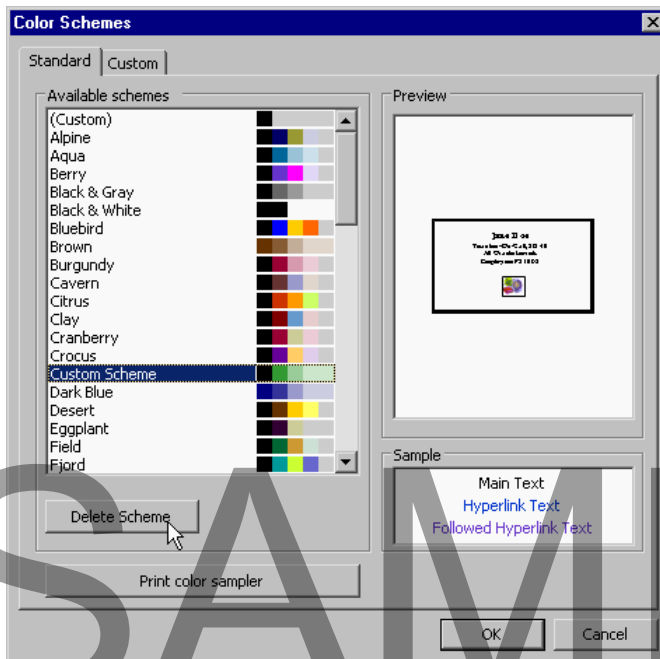 Color Schemes
Standard
Custom
Available schemes
(Custom)
Alpine
Aqua
Berry
Black & Gray
Black & White
Bluebird
Brown
Burgundy
Cavern
Citrus
Clay
Cranberry
Crocus
Custom Scheme
Dark Blue
Desert
Eggplant
Field
Fjord
Delete Scheme
Print color sampler
Preview
Sample
Main Text
Hyperlink Text
Followed Hyperlink Text
OK
Cancel